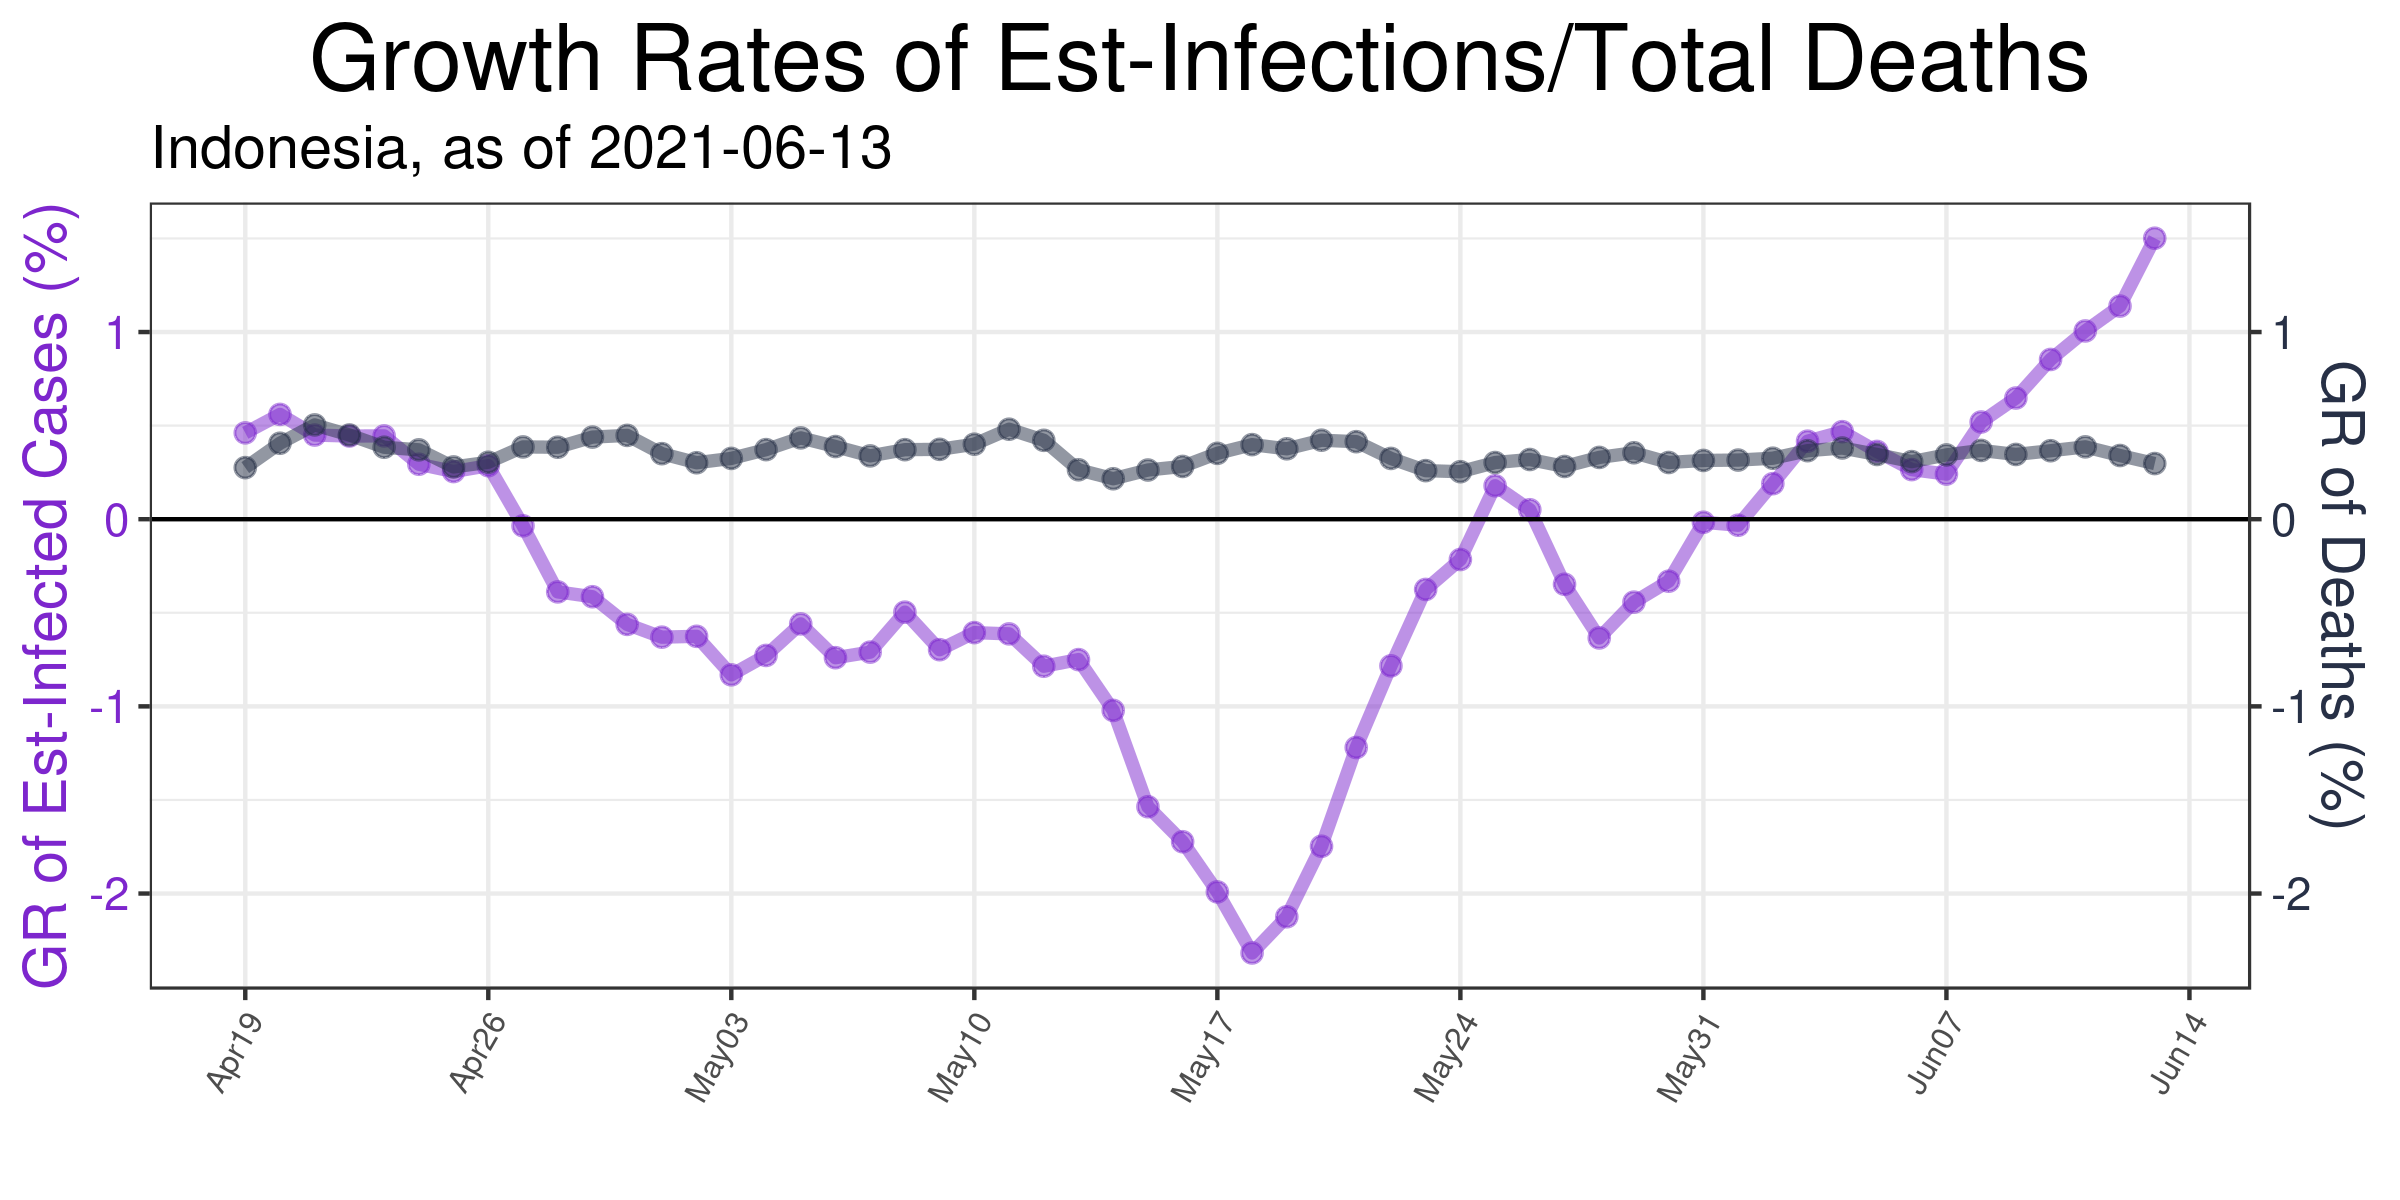 Growth Rates of Est-Infections/Total Deaths
Indonesia, as of 2021-06-13
GR of Est-Infected Cases (%)
1
0
-1
-2
1
0
-1
-2
GR of Deaths (%)
Apr19
Apr26
May03
May10
May17
May24
May31
Jun07
Jun14